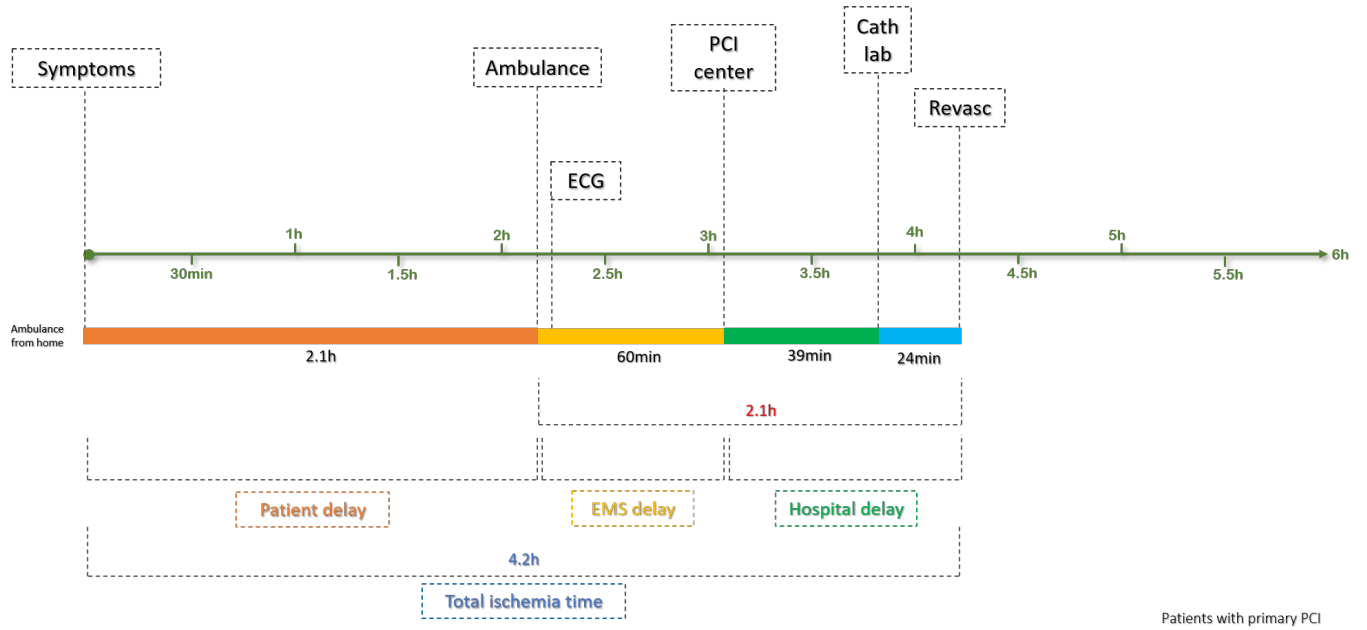 Symptoms
Ambulance
PCI
center
Cath
lab
Revasc
ECG
1h
2h
3h
4h
5h
6h
30min
1.5h
2.5h
3.5h
4.5h
5.5h
Ambulance
from home
2.1h
60min
39min
24min
2.1h
Patient delay
EMS delay
Hospital delay
4.2h
Total ischemia time
Patients with primary PCI